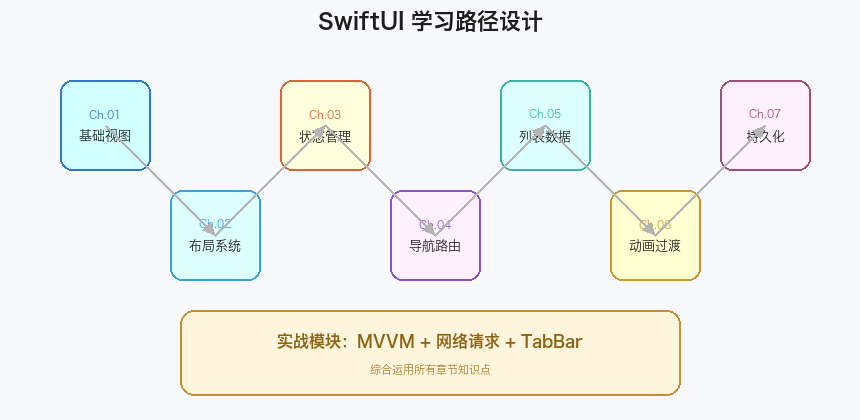 SwiftUI 学习路径设计
Ch.01
基础视图
Ch.02
布局系统
Ch.03
状态管理
Ch.04
导航路由
Ch.05
列表数据
Ch.06
动画过渡
Ch.07
持久化
实战模块：MVVM + 网络请求 + TabBar
综合运用所有章节知识点